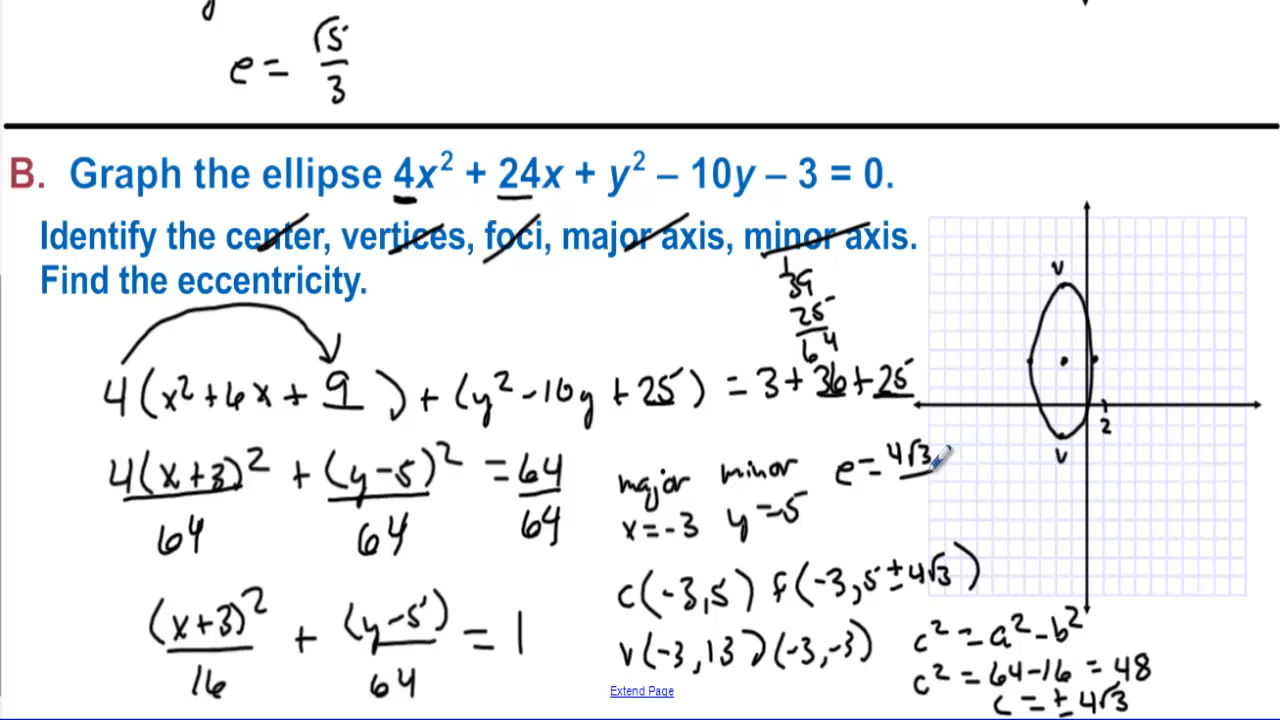 e = √5/3
B. Graph the ellipse 4x² + 24x + y² – 10y – 3 = 0.
Identify the center, vertices, foci, major axis, minor axis.
Find the eccentricity.
1
39
25
64
4(x²+6x+ 9 ) + (y²-10y+25) = 3+36+25
4(x+3)²/64 + (y-5)²/64 = 64/64
(x+3)²/16 + (y-5)/64 = 1
major minor
x=-3 y=5
e = 4√3
c(-3,5) f(-3,5±4√3)
v(-3,13)(-3,-3)
c² = a²-b²
c² = 64-16 = 48
c = ±4√3
v
2
v
Extend Page